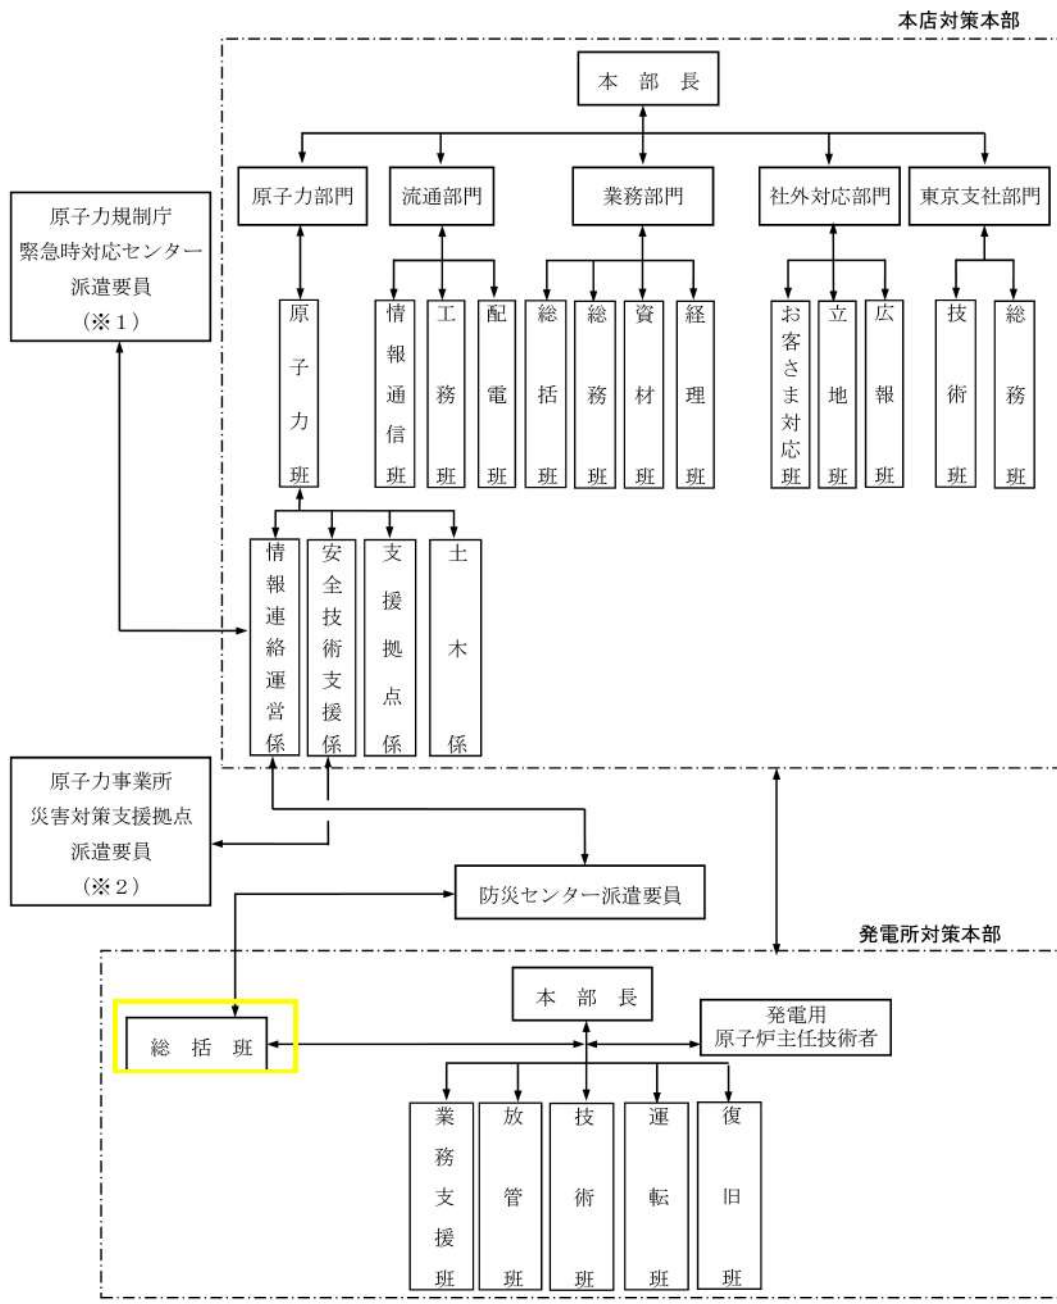 本店対策本部
本部長
原子力部門
流通部門
業務部門
社外対応部門
東京支社部門
原子力規制庁
緊急時対応センター
派遣要員
(※1)
原子力班
情報通信班
工務班
配電班
総括班
総務班
資材班
経理班
お客さま対応班
立地班
広報班
技術班
総務班
情報連絡運営係
安全技術支援係
支援拠点係
土木係
原子力事業所
災害対策支援拠点
派遣要員
(※2)
防災センター派遣要員
発電所対策本部
本部長
発電用
原子炉主任技術者
総括班
業務支援班
放管班
技術班
運転班
復旧班